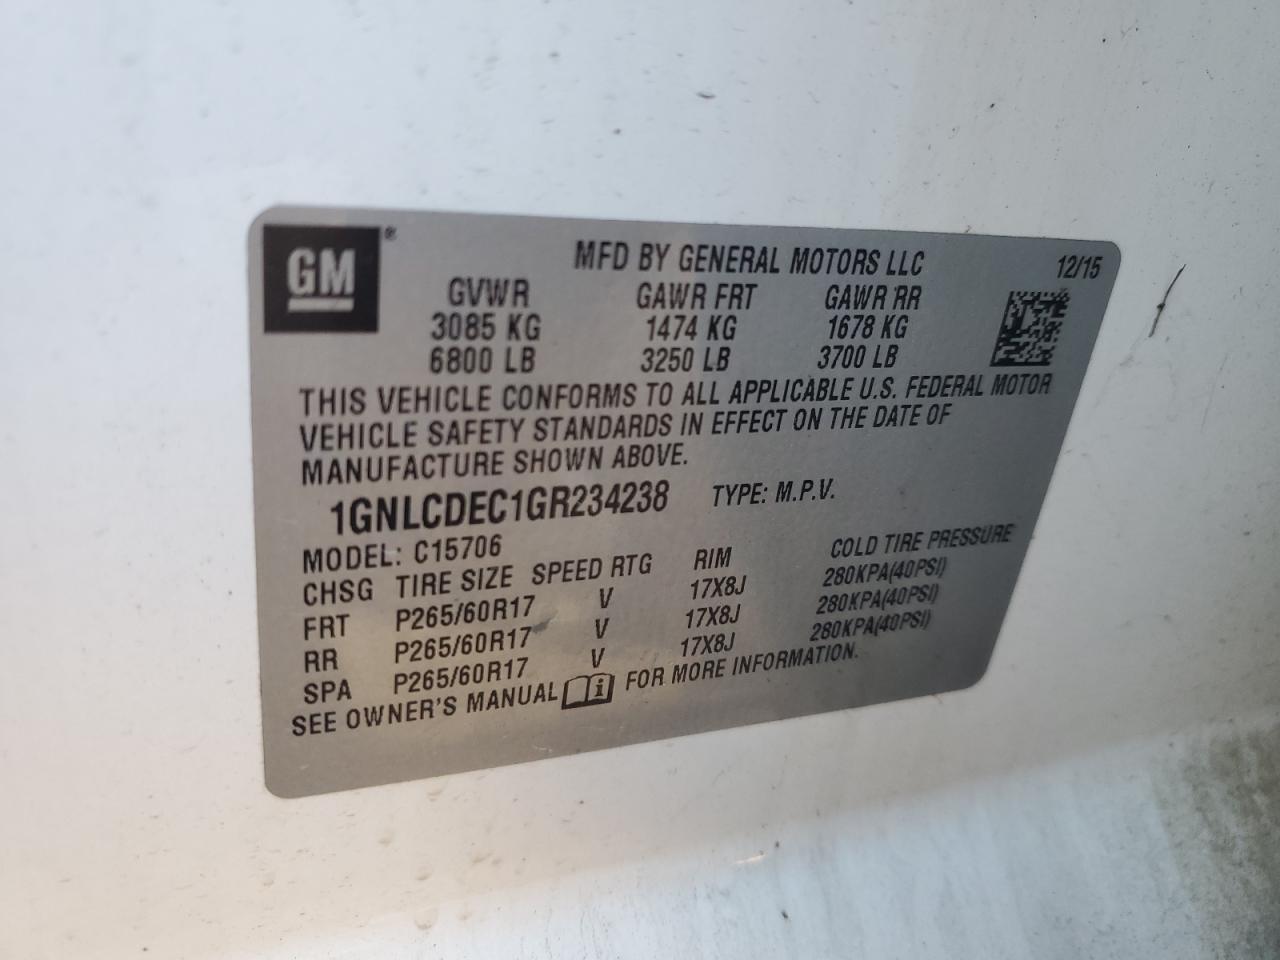 GM®
MFD BY GENERAL MOTORS LLC 12/15
GVWR GAWR FRT GAWR RR
3085 KG 1474 KG 1678 KG
6800 LB 3250 LB 3700 LB
THIS VEHICLE CONFORMS TO ALL APPLICABLE U.S. FEDERAL MOTOR
VEHICLE SAFETY STANDARDS IN EFFECT ON THE DATE OF
MANUFACTURE SHOWN ABOVE.
1GNLCDEC1GR234238 TYPE: M.P.V.
MODEL: C15706
CHSG TIRE SIZE SPEED RTG RIM COLD TIRE PRESSURE
FRT P265/60R17 V 17X8J 280KPA(40PSI)
RR P265/60R17 V 17X8J 280KPA(40PSI)
SPA P265/60R17 V 17X8J 280KPA(40PSI)
SEE OWNER'S MANUAL FOR MORE INFORMATION.